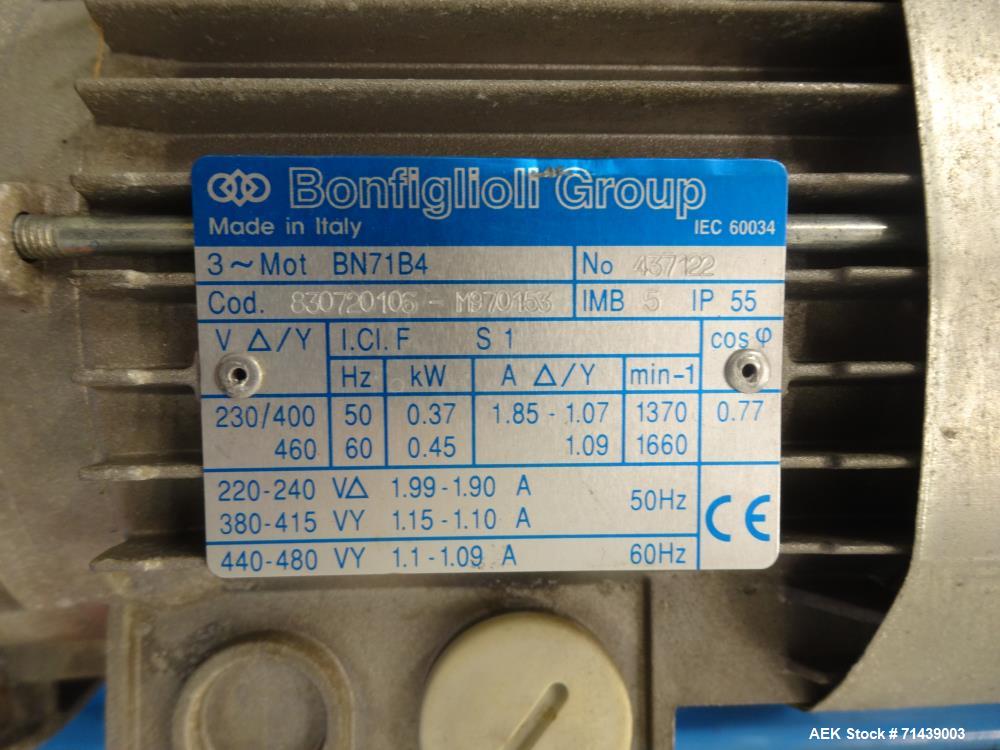 Bonfiglioli Group
Made in Italy IEC 60034
3~Mot BN71B4 No 437122
Cod. 830720106 - M970153 IMB 5 IP 55
V Δ/Y I.Cl. F S 1 cos φ
Hz kW A Δ/Y min-1
230/400 50 0.37 1.85 - 1.07 1370 0.77
460 60 0.45 1.09 1660
220-240 VΔ 1.99-1.90 A 50Hz
380-415 VY 1.15-1.10 A
440-480 VY 1.1-1.09 A 60Hz
CE
AEK Stock # 71439003